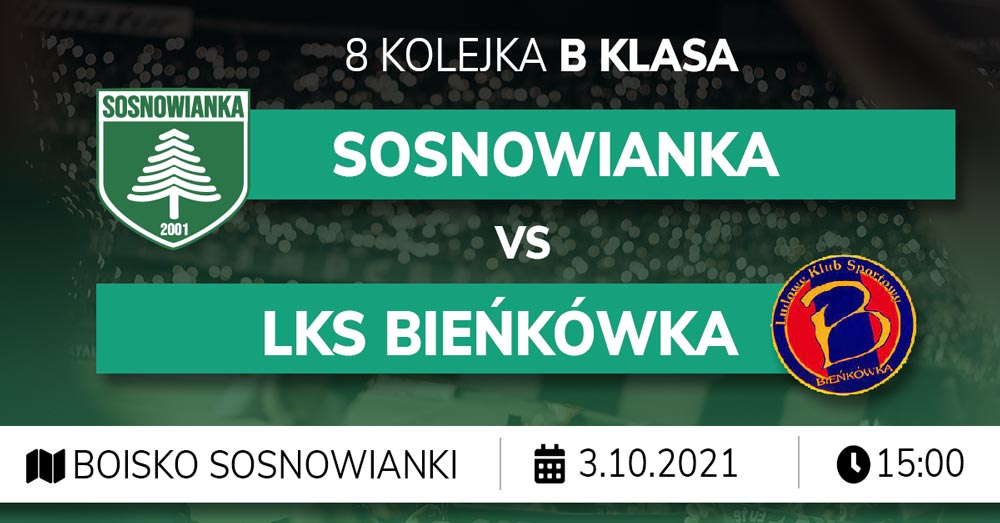 8 KOLEJKA B KLASA
SOSNOWIANKA
2001
SOSNOWIANKA
VS
LKS BIEŃKÓWKA
Ludowy Klub Sportowy
B
BIEŃKÓWKA
BOISKO SOSNOWIANKI
3.10.2021
15:00